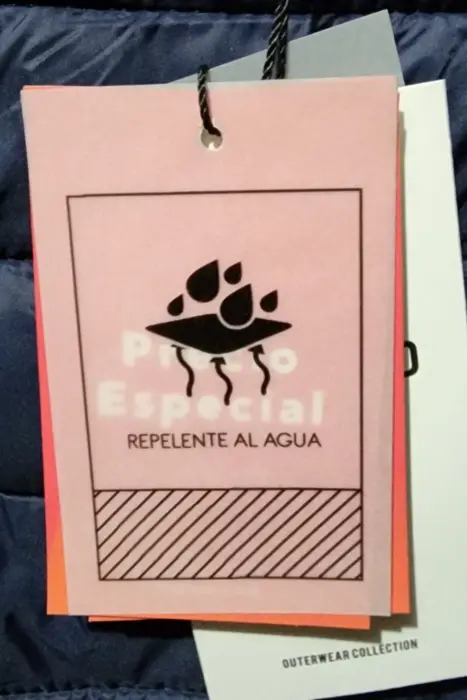 Precio
Especial
REPELENTE AL AGUA
OUTERWEAR COLLECTION